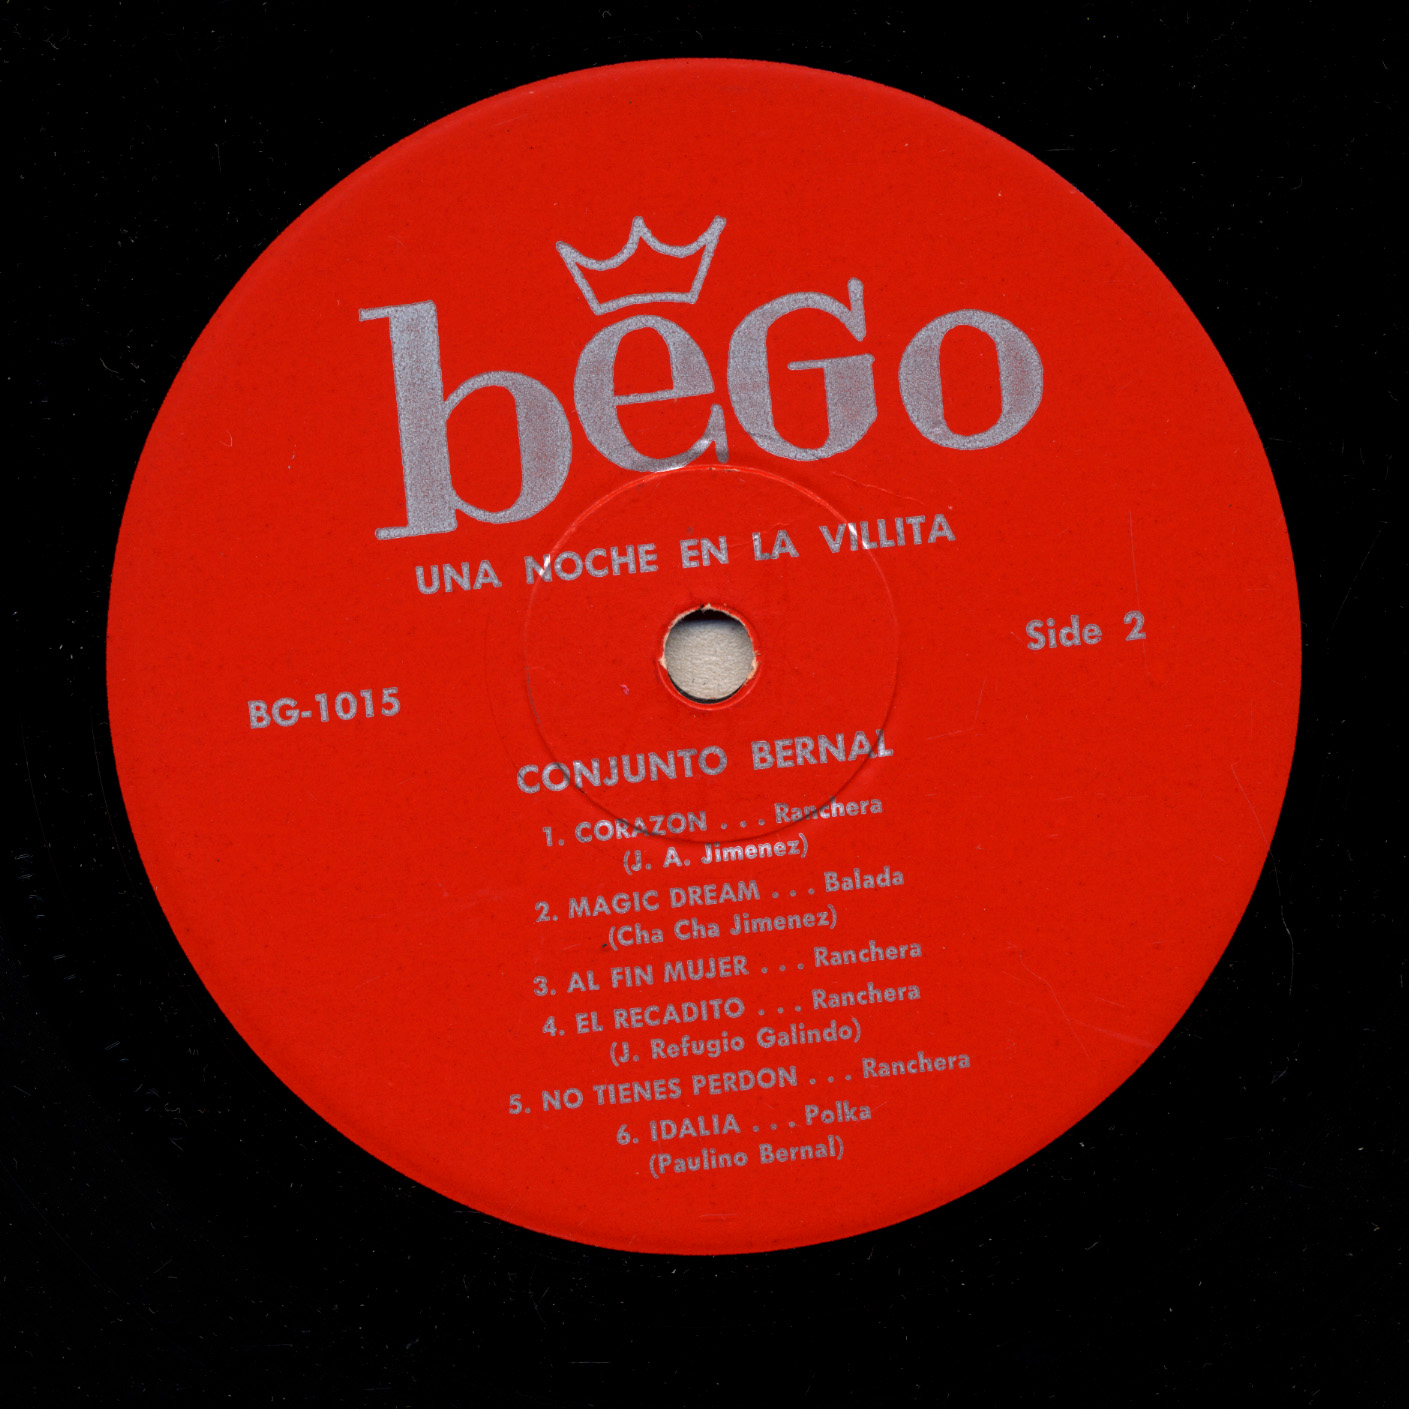 beGo
UNA NOCHE EN LA VILLITA
Side 2
BG-1015
CONJUNTO BERNAL
1. CORAZON . . . Ranchera
(J. A. Jimenez)
2. MAGIC DREAM . . . Balada
(Cha Cha Jimenez)
3. AL FIN MUJER . . . Ranchera
4. EL RECADITO . . . Ranchera
(J. Refugio Galindo)
5. NO TIENES PERDON . . . Ranchera
6. IDALIA . . . Polka
(Paulino Bernal)